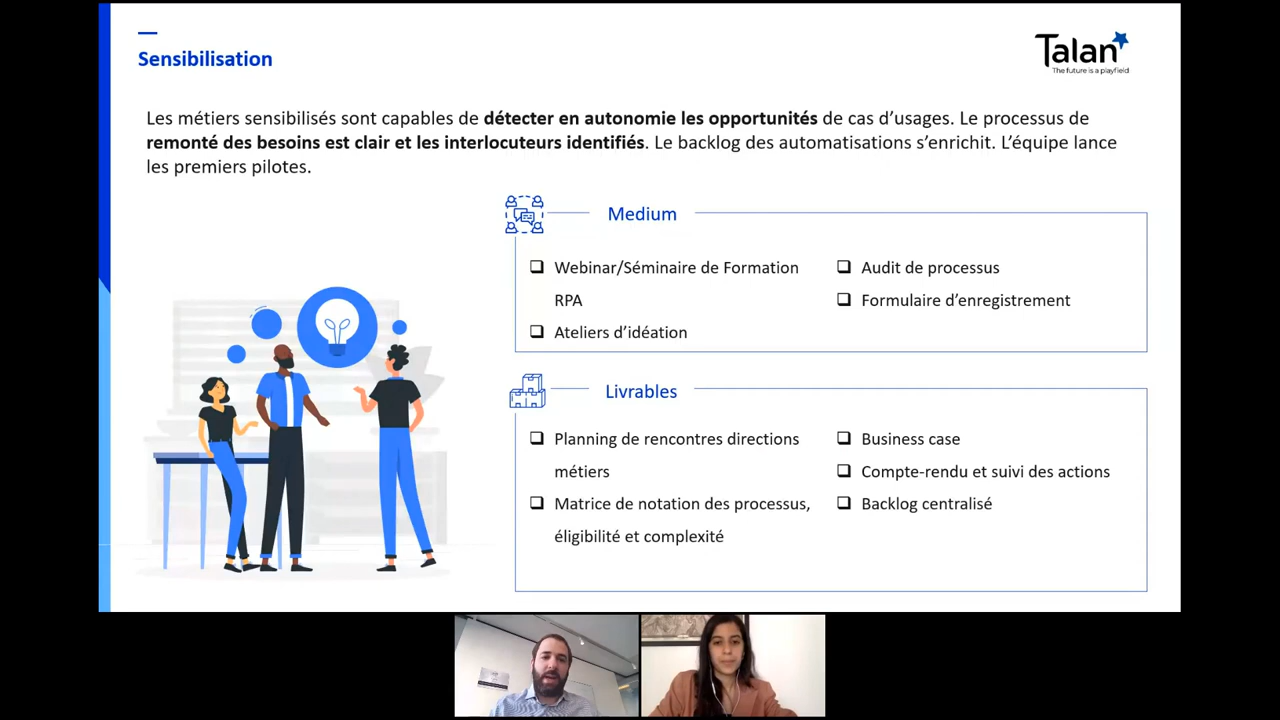 Sensibilisation
Talan
The future is a playfield
Les métiers sensibilisés sont capables de détecter en autonomie les opportunités de cas d’usages. Le processus de
remonté des besoins est clair et les interlocuteurs identifiés. Le backlog des automatisations s’enrichit. L’équipe lance
les premiers pilotes.
Medium
Webinar/Séminaire de Formation
RPA
Ateliers d’idéation
Audit de processus
Formulaire d’enregistrement
Livrables
Planning de rencontres directions
métiers
Matrice de notation des processus,
éligibilité et complexité
Business case
Compte-rendu et suivi des actions
Backlog centralisé